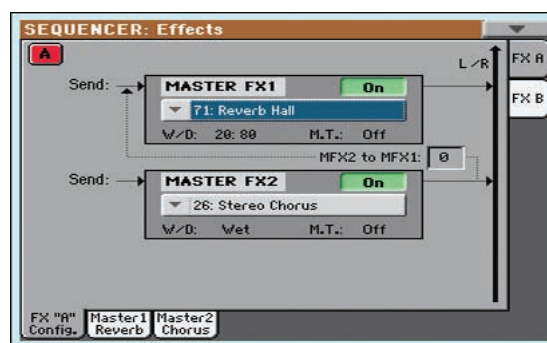 SEQUENCER: Effects
A
L/R
FX A
FX B
Send:
MASTER FX1
On
71: Reverb Hall
W/D: 20:80 M.T.: Off
MFX2 to MFX1: 0
Send:
MASTER FX2
On
26: Stereo Chorus
W/D: Wet M.T.: Off
FX "A" Config.
Master1 Reverb
Master2 Chorus